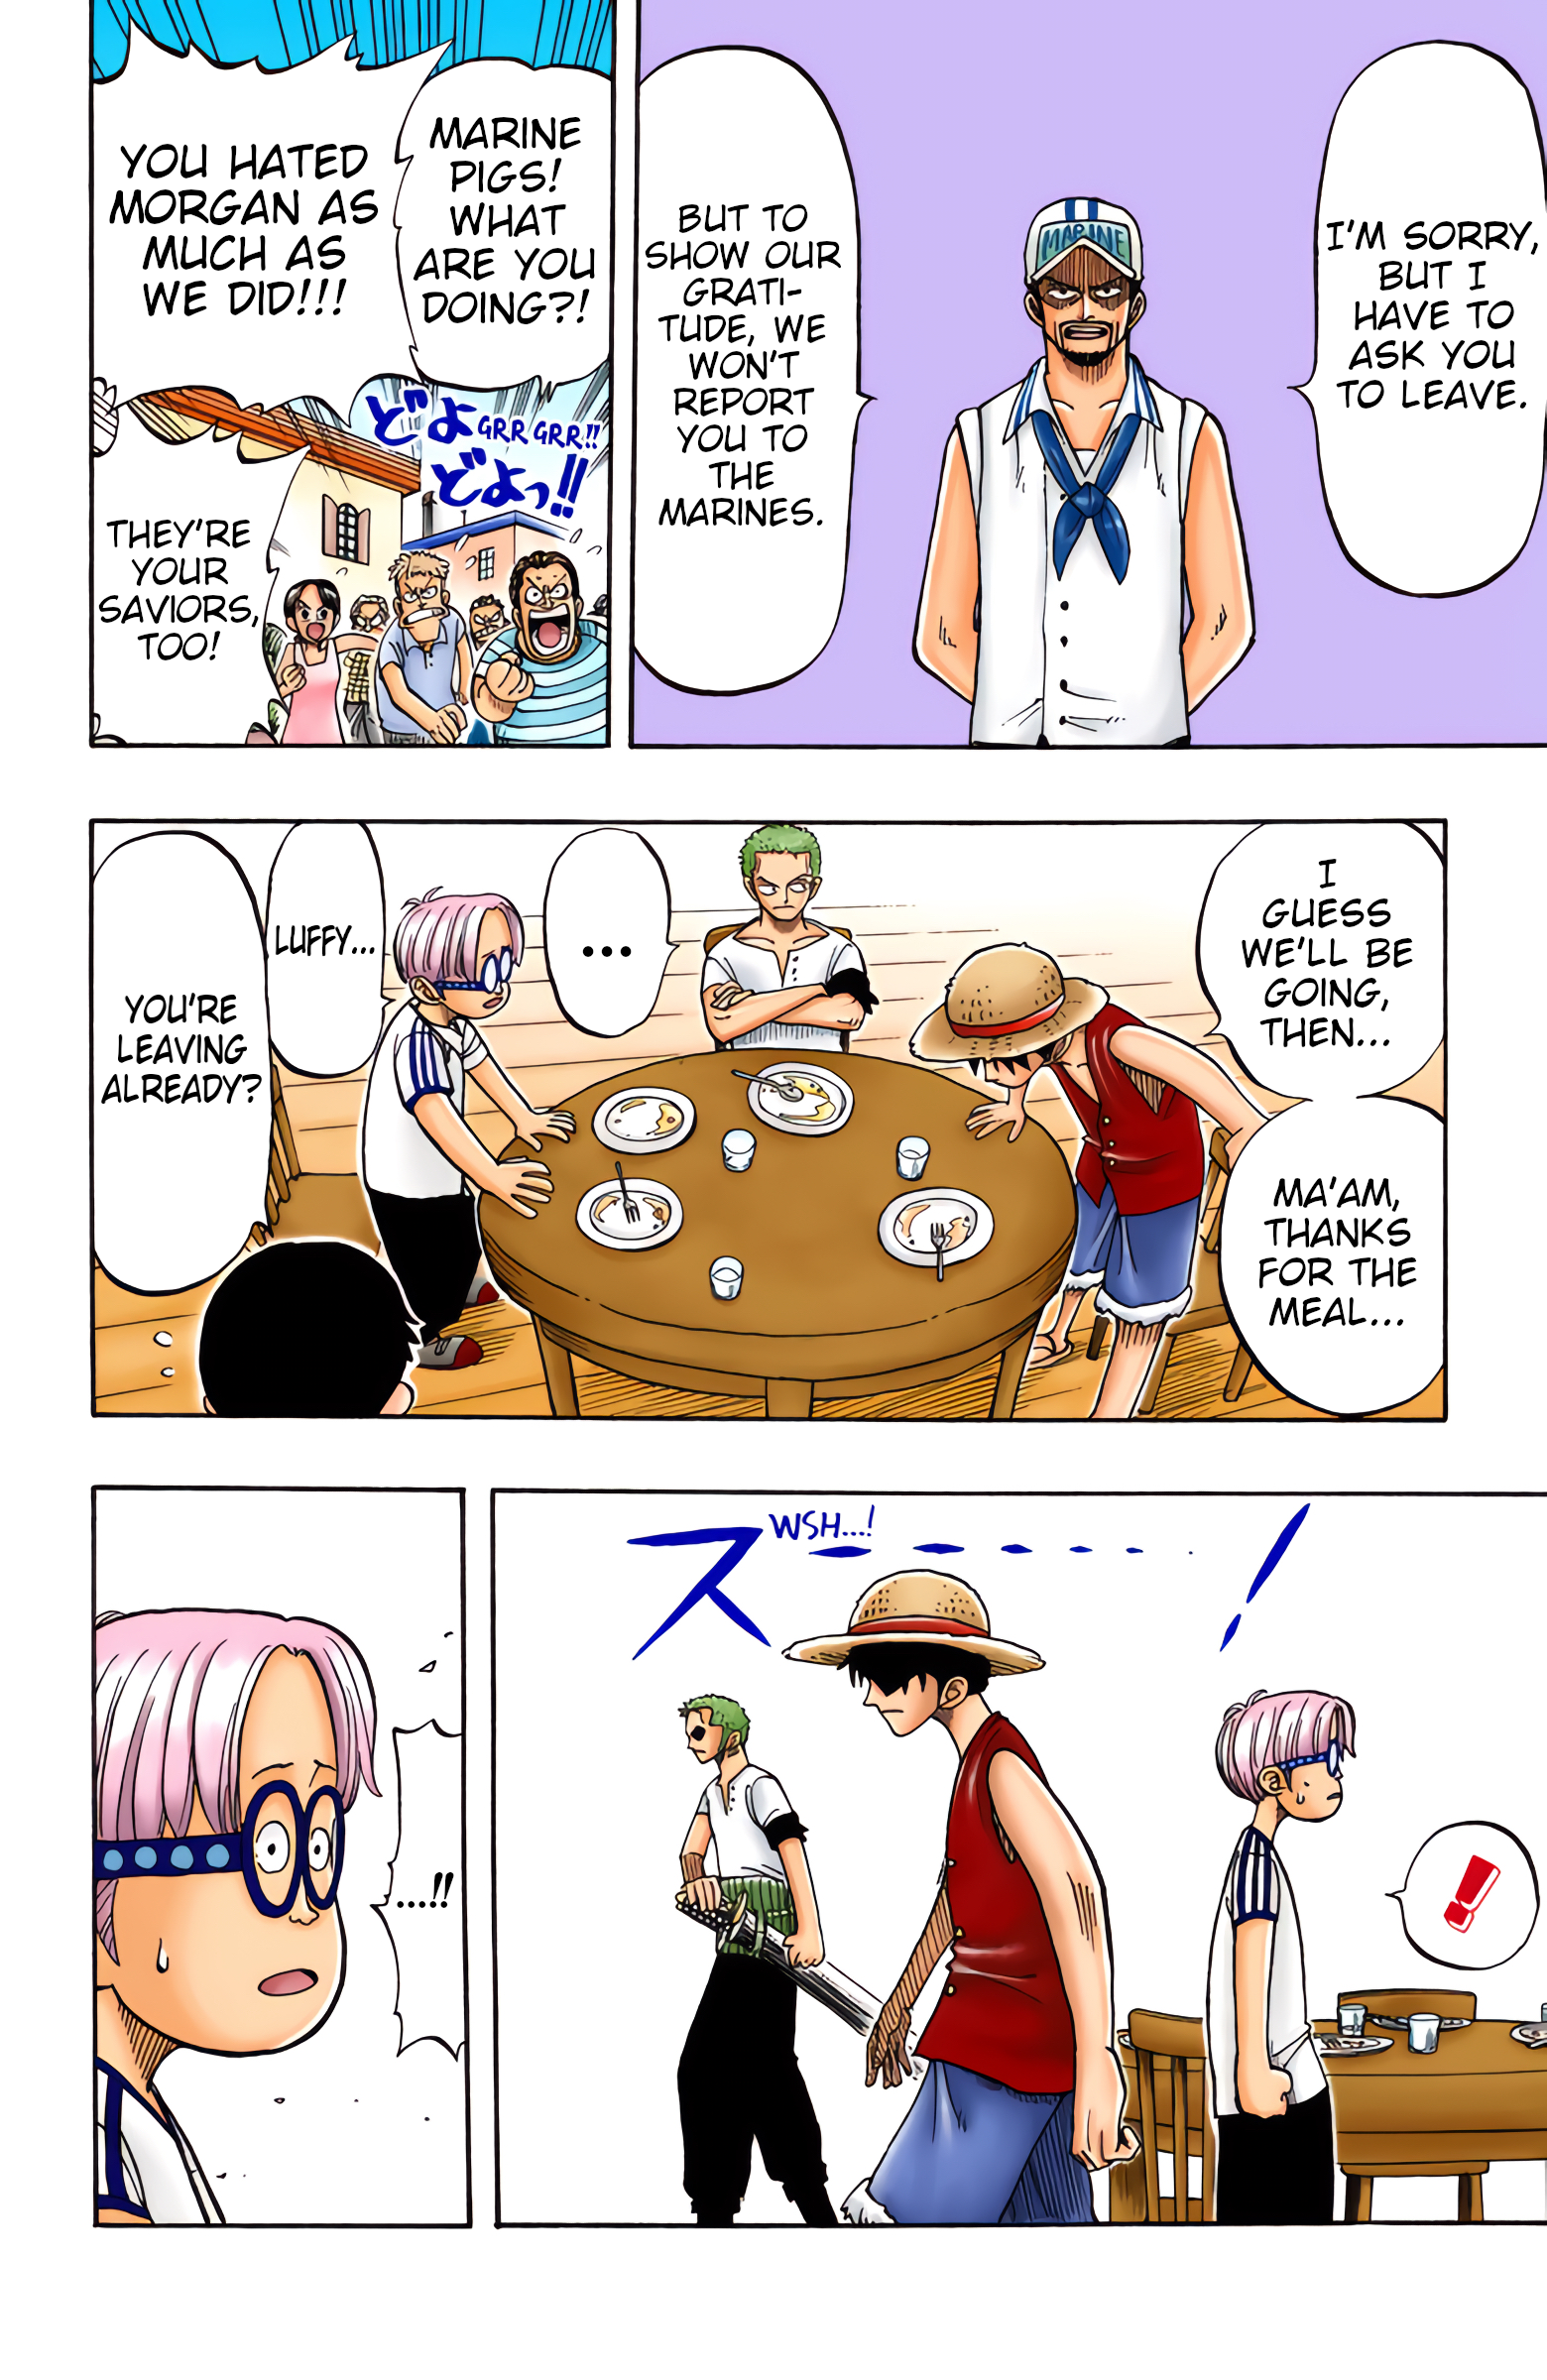 I'M SORRY,
BUT I
HAVE TO
ASK YOU
TO LEAVE.
MARINE
BUT TO
SHOW OUR
GRATI-
TUDE, WE
WON'T
REPORT
YOU TO
THE
MARINES.
MARINE
PIGS!
WHAT
ARE YOU
DOING?!
YOU HATED
MORGAN AS
MUCH AS
WE DID!!!
どよ
GRR GRR!!
どよっ!!
THEY'RE
YOUR
SAVIORS,
TOO!
I
GUESS
WE'LL BE
GOING,
THEN...
MA'AM,
THANKS
FOR THE
MEAL...
...
LUFFY...
YOU'RE
LEAVING
ALREADY?
!
WSH...!
ス
!
....!!